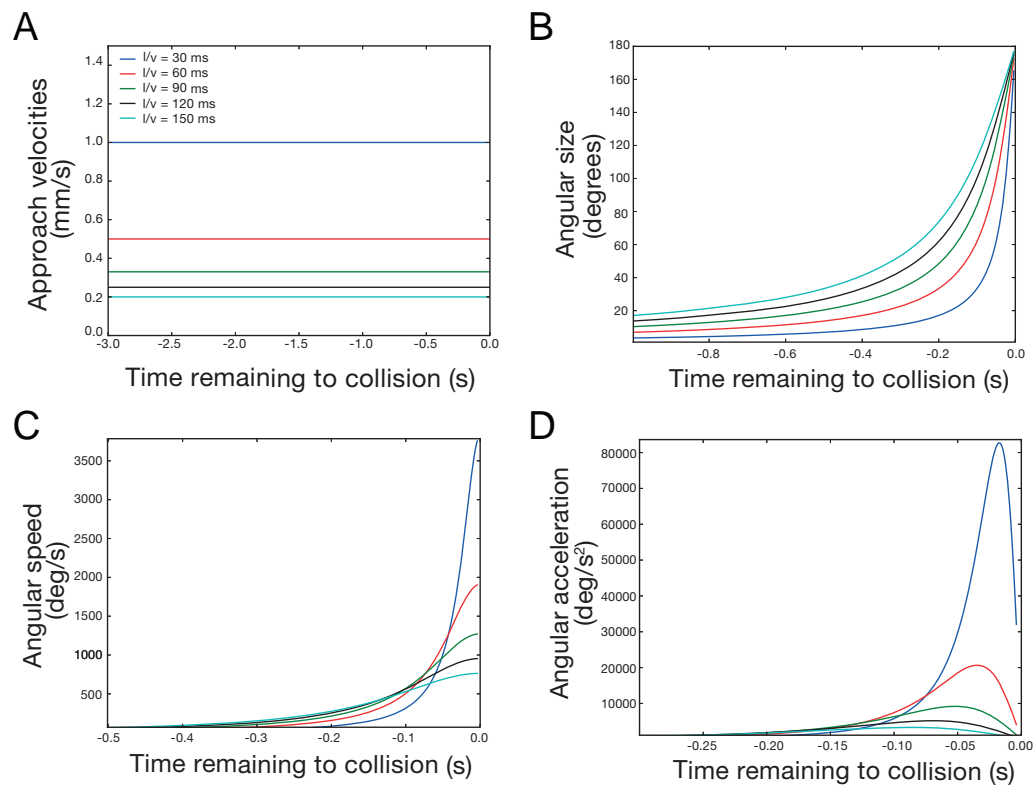 A
1.4
1.2
1.0
0.8
0.6
0.4
0.2
0.0
Approach velocities
(mm/s)
l/v = 30 ms
l/v = 60 ms
l/v = 90 ms
l/v = 120 ms
l/v = 150 ms
-3.0 -2.5 -2.0 -1.5 -1.0 -0.5 0.0
Time remaining to collision (s)
B
180
160
140
120
100
80
60
40
20
Angular size
(degrees)
-0.8 -0.6 -0.4 -0.2 0.0
Time remaining to collision (s)
C
3500
3000
2500
2000
1500
1000
500
Angular speed
(deg/s)
-0.5 -0.4 -0.3 -0.2 -0.1 0.0
Time remaining to collision (s)
D
80000
70000
60000
50000
40000
30000
20000
10000
Angular acceleration
(deg/s²)
-0.25 -0.20 -0.15 -0.10 -0.05 0.00
Time remaining to collision (s)